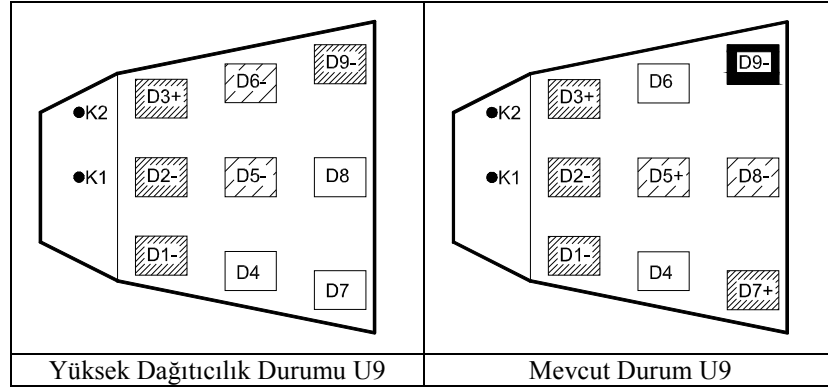 D9-
D6-
D3+
K2
D2-
D5-
D8
K1
D1-
D4
D7
D9-
D6
D3+
K2
D2-
D5+
D8-
K1
D1-
D4
D7+
Yüksek Dağıtıcılık Durumu U9
Mevcut Durum U9